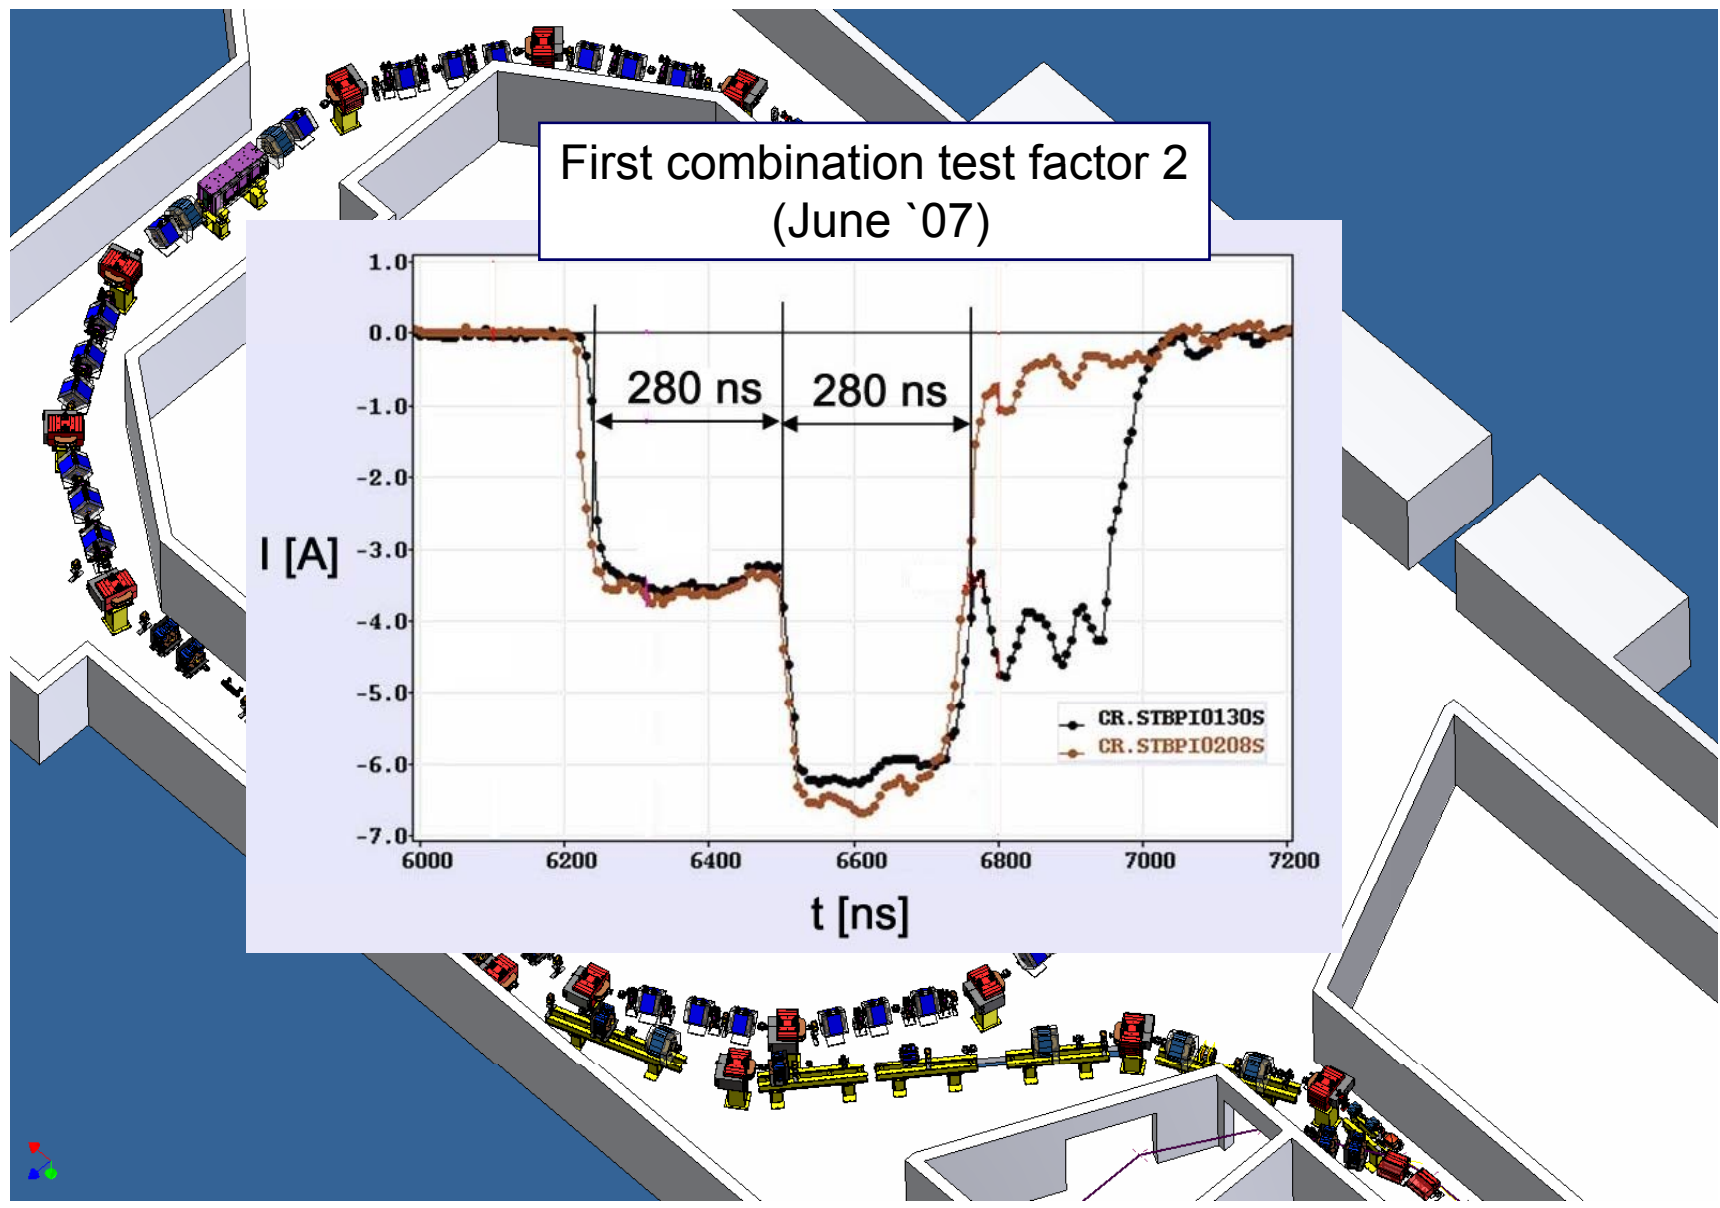 First combination test factor 2
(June `07)
1.0
0.0
-1.0
-2.0
-3.0
-4.0
-5.0
-6.0
-7.0
I [A]
280 ns
280 ns
CR.STBPI0130S
CR.STBPI0208S
6000
6200
6400
6600
6800
7000
7200
t [ns]